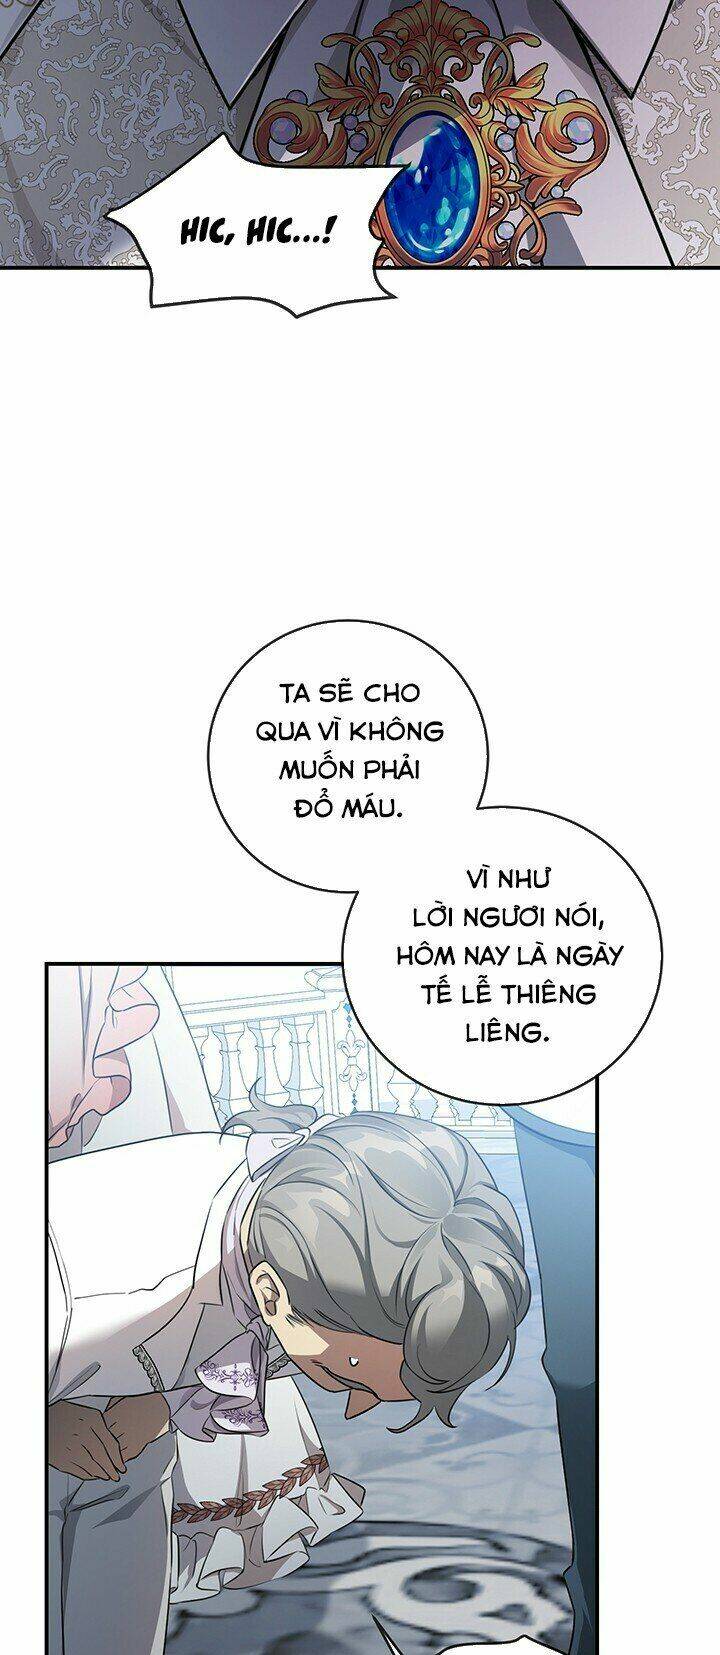 HIC, HIC...!
TA SẼ CHO
QUA VÌ KHÔNG
MUỐN PHẢI
ĐỔ MÁU.
VÌ NHƯ
LỜI NGƯƠI NÓI,
HÔM NAY LÀ NGÀY
TẾ LỄ THIÊNG
LIÊNG.